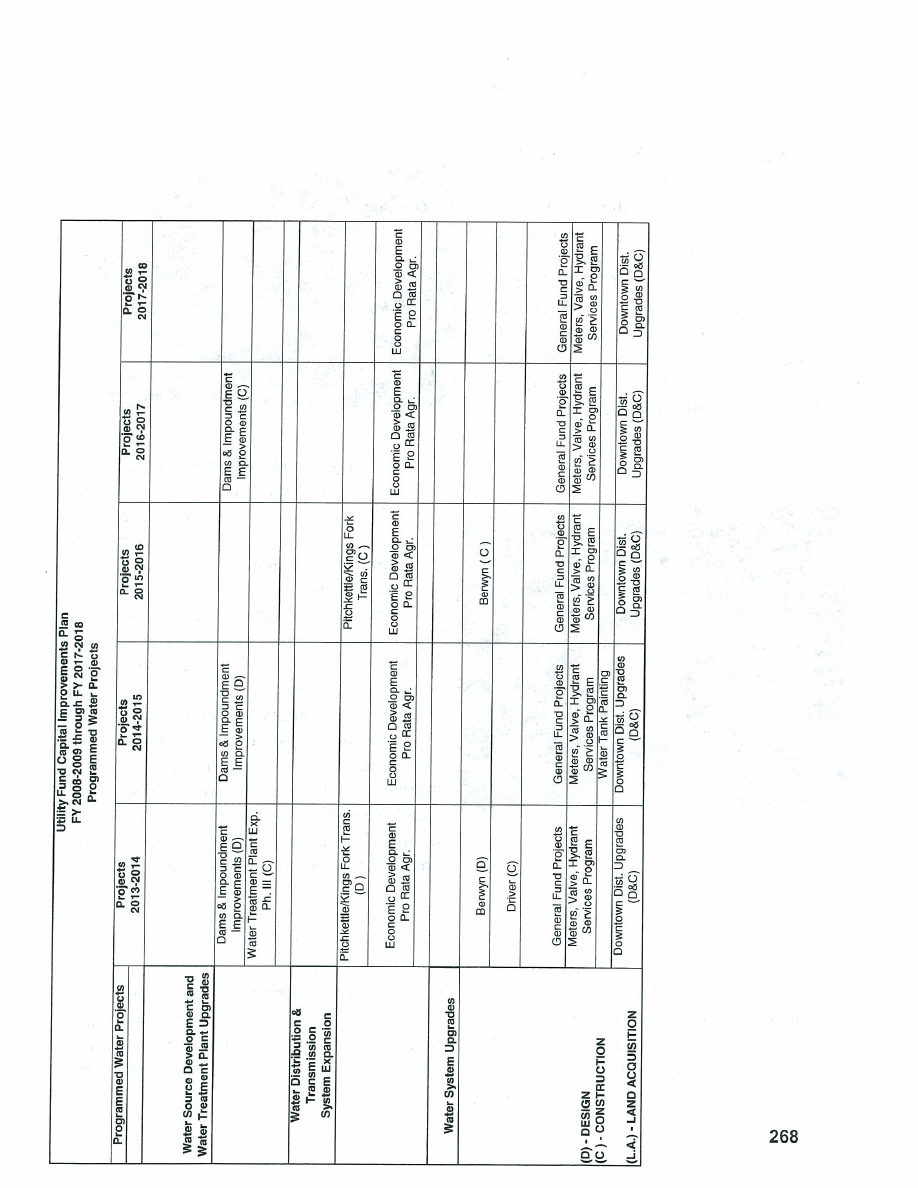 Utility Fund Capital Improvements Plan
FY 2008-2009 through FY 2017-2018
Programmed Water Projects
Programmed Water Projects
Projects
2013-2014
Projects
2014-2015
Projects
2015-2016
Projects
2016-2017
Projects
2017-2018
Water Source Development and
Water Treatment Plant Upgrades
Dams & Impoundment
Improvements (D)
Dams & Impoundment
Improvements (D)
Dams & Impoundment
Improvements (C)
Water Treatment Plant Exp.
Ph. III (C)
Water Distribution &
Transmission
System Expansion
Pitchkettle/Kings Fork Trans.
(D )
Pitchkettle/Kings Fork
Trans. (C )
Economic Development
Pro Rata Agr.
Economic Development
Pro Rata Agr.
Economic Development
Pro Rata Agr.
Economic Development
Pro Rata Agr.
Economic Development
Pro Rata Agr.
Water System Upgrades
Berwyn (D)
Berwyn ( C )
Driver (C)
General Fund Projects
General Fund Projects
General Fund Projects
General Fund Projects
General Fund Projects
Meters, Valve, Hydrant
Services Program
Meters, Valve, Hydrant
Services Program
Meters, Valve, Hydrant
Services Program
Meters, Valve, Hydrant
Services Program
Meters, Valve, Hydrant
Services Program
Water Tank Painting
Downtown Dist. Upgrades
(D&C)
Downtown Dist. Upgrades
(D&C)
Downtown Dist.
Upgrades (D&C)
Downtown Dist.
Upgrades (D&C)
Downtown Dist.
Upgrades (D&C)
(D) - DESIGN
(C ) - CONSTRUCTION
(L.A.) - LAND ACQUISITION
268